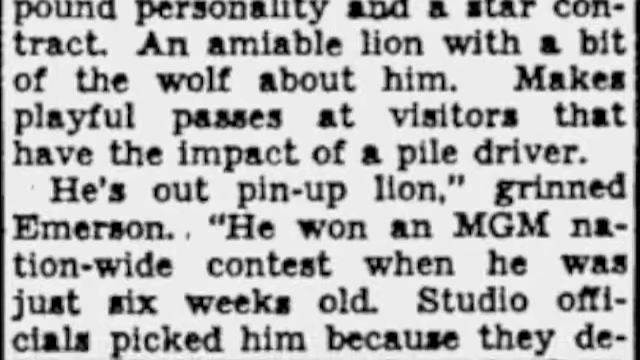 pound personality and a star con-
tract. An amiable lion with a bit
of the wolf about him. Makes
playful passes at visitors that
have the impact of a pile driver.
He's out pin-up lion," grinned
Emerson. "He won an MGM na-
tion-wide contest when he was
just six weeks old. Studio offi-
cials picked him because they de-